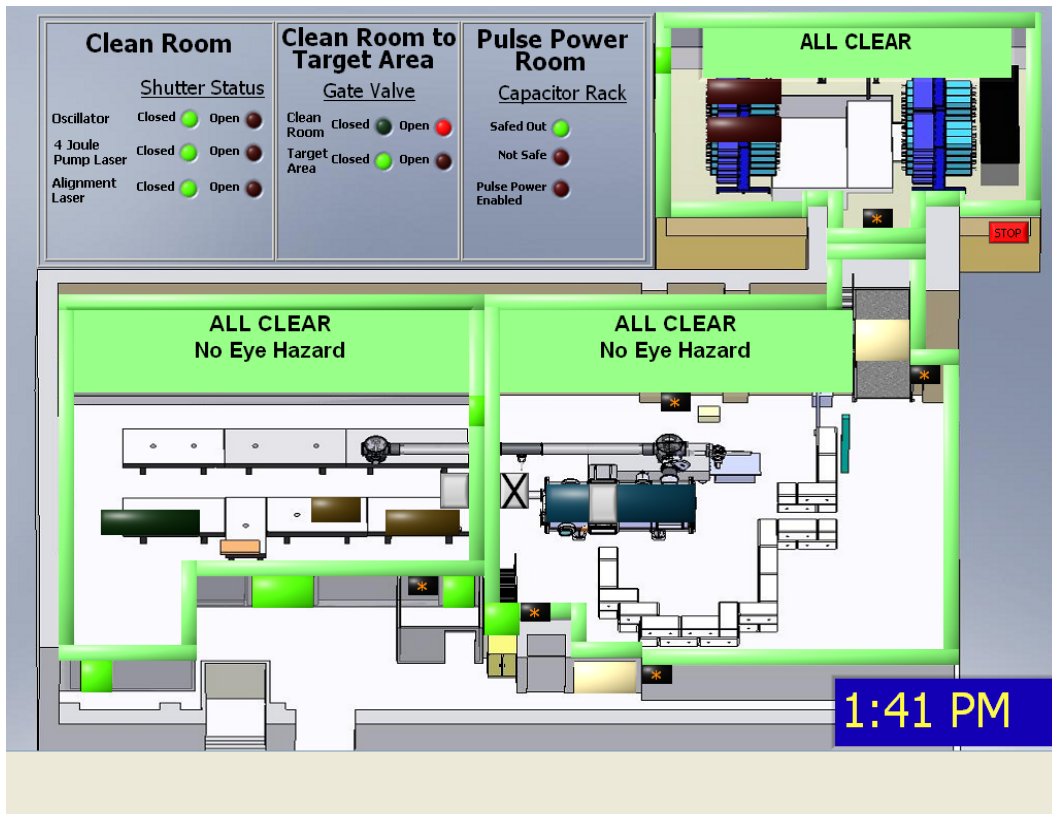 Clean Room
Shutter Status
Oscillator Closed Open
4 Joule
Pump Laser Closed Open
Alignment
Laser Closed Open
Clean Room to
Target Area
Gate Valve
Clean
Room Closed Open
Target
Area Closed Open
Pulse Power
Room
Capacitor Rack
Safed Out
Not Safe
Pulse Power
Enabled
ALL CLEAR
STOP
ALL CLEAR
No Eye Hazard
ALL CLEAR
No Eye Hazard
1:41 PM